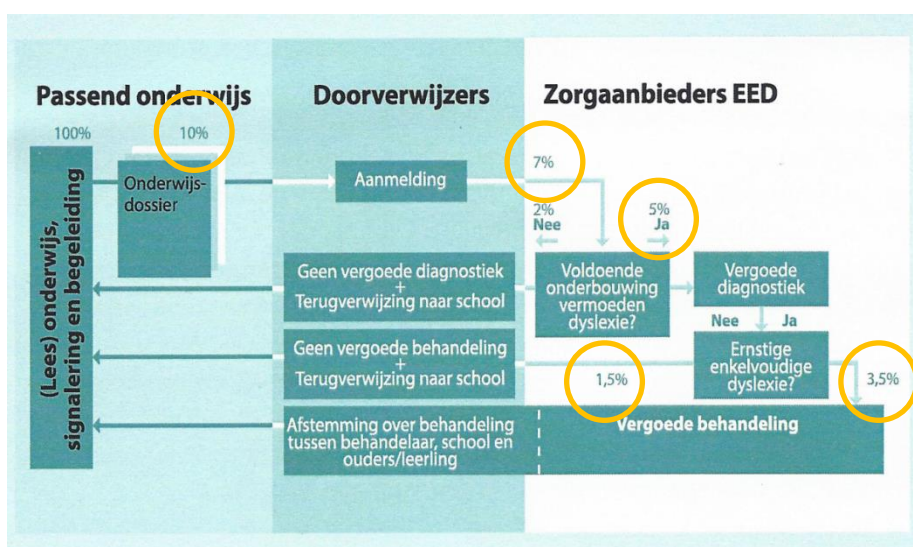 Passend onderwijs
Doorverwijzers
Zorgaanbieders EED
100%
10%
(Lees) onderwijs,
signalering en begeleiding
Onderwijs-
dossier
Aanmelding
7%
2%
Nee
5%
Ja
Geen vergoede diagnostiek
+
Terugverwijzing naar school
Voldoende
onderbouwing
vermoeden
dyslexie?
Vergoede
diagnostiek
Nee Ja
Geen vergoede behandeling
+
Terugverwijzing naar school
1,5%
Ernstige
enkelvoudige
dyslexie?
3,5%
Afstemming over behandeling
tussen behandelaar, school en
ouders/leerling
Vergoede behandeling